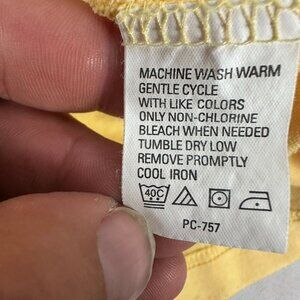 MACHINE WASH WARM
GENTLE CYCLE
WITH LIKE COLORS
ONLY NON-CHLORINE
BLEACH WHEN NEEDED
TUMBLE DRY LOW
REMOVE PROMPTLY
COOL IRON
40C
PC-757